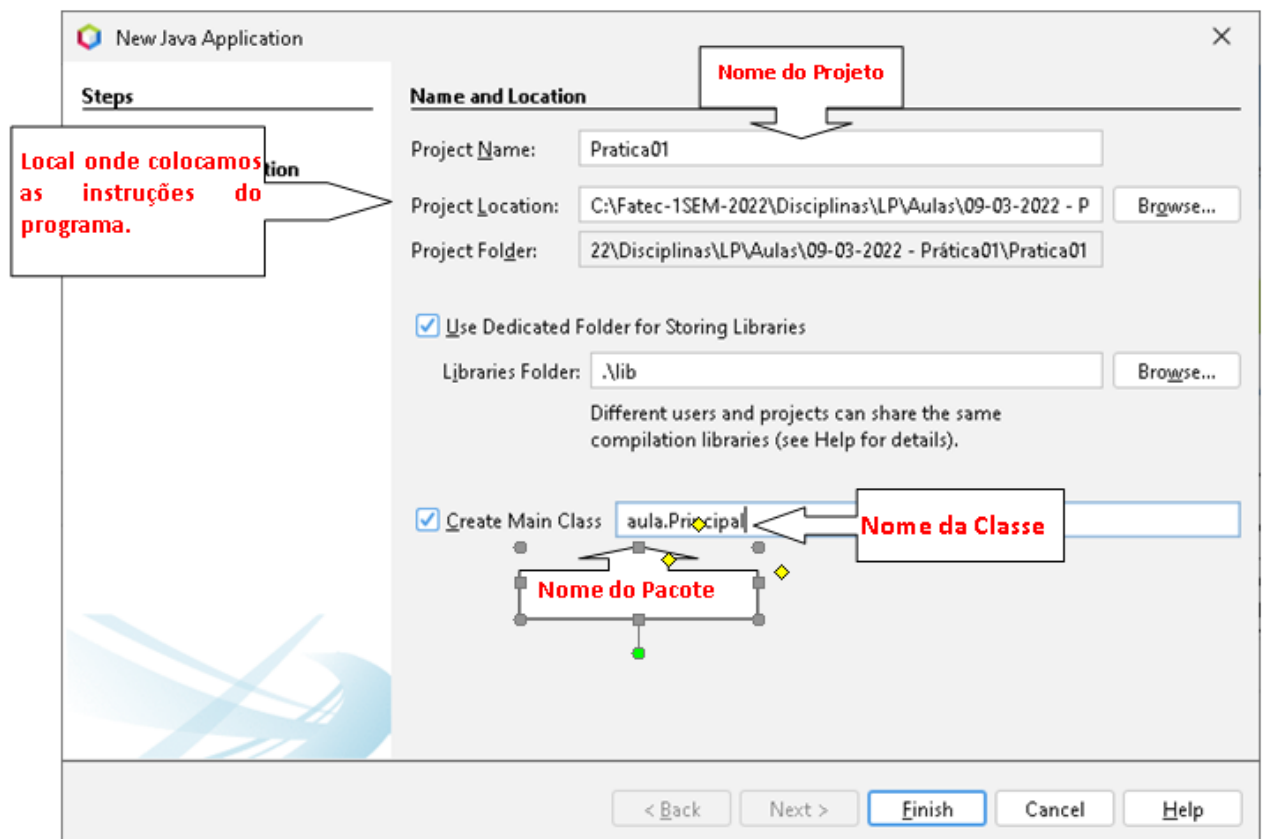 New Java Application
Nome do Projeto
Steps
Name and Location
Local onde colocamos
as instruções do
programa.
tion
Project Name: Pratica01
Project Location: C:\Fatec-1SEM-2022\Disciplinas\LP\Aulas\09-03-2022 - P Browse...
Project Folder: 22\Disciplinas\LP\Aulas\09-03-2022 - Prática01\Pratica01
Use Dedicated Folder for Storing Libraries
Libraries Folder: .\lib Browse...
Different users and projects can share the same
compilation libraries (see Help for details).
Create Main Class aula.Principal
Nome da Classe
Nome do Pacote
< Back Next > Finish Cancel Help